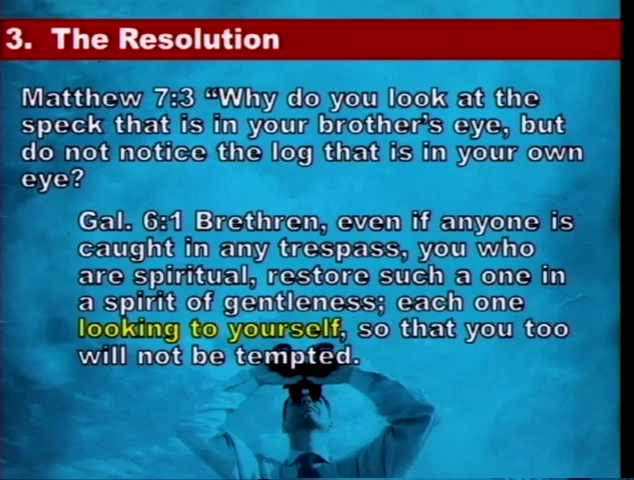 3. The Resolution
Matthew 7:3 “Why do you look at the
speck that is in your brother’s eye, but
do not notice the log that is in your own
eye?
Gal. 6:1 Brethren, even if anyone is
caught in any trespass, you who
are spiritual, restore such a one in
a spirit of gentleness; each one
looking to yourself, so that you too
will not be tempted.